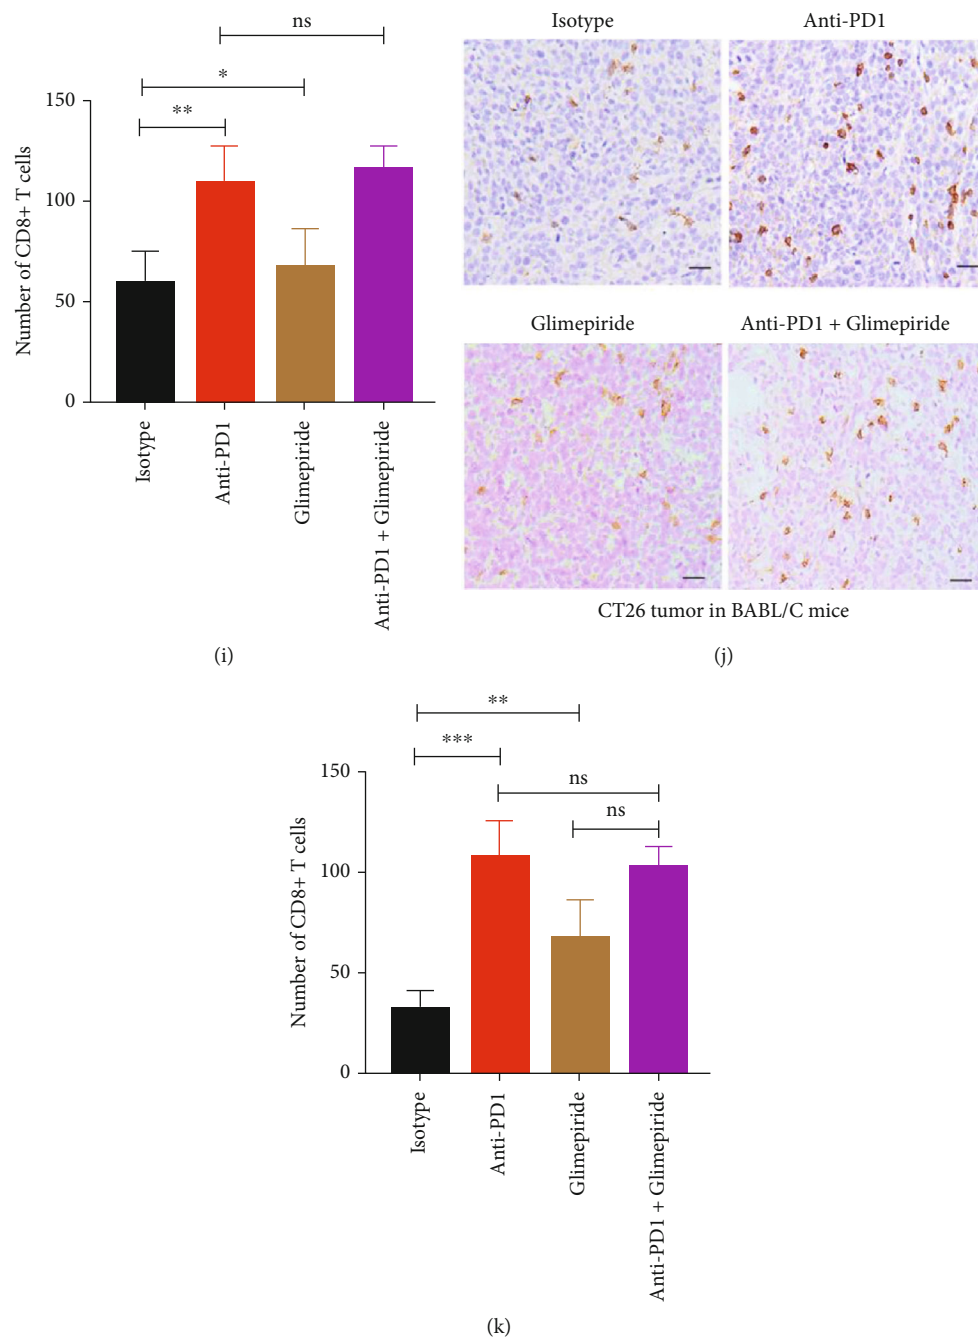 ns
*
**
150
100
50
0
Number of CD8+ T cells
Isotype
Anti-PD1
Glimepiride
Anti-PD1 + Glimepiride
(i)
Isotype
Anti-PD1
Glimepiride
Anti-PD1 + Glimepiride
CT26 tumor in BABL/C mice
(j)
**
***
ns
ns
150
100
50
0
Number of CD8+ T cells
Isotype
Anti-PD1
Glimepiride
Anti-PD1 + Glimepiride
(k)